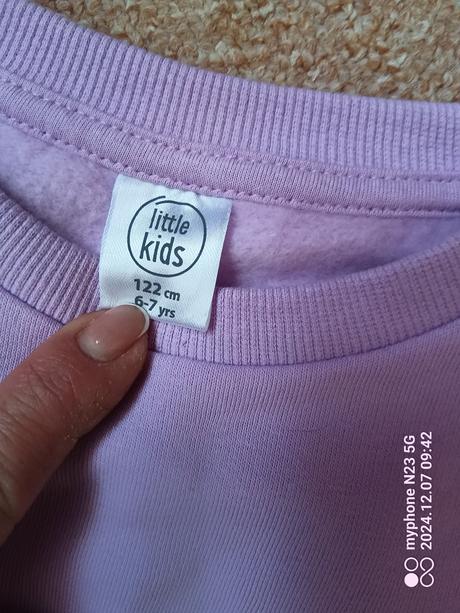 little
kids
122 cm
6-7 yrs
myphone N23 5G
2024.12.07 09:42